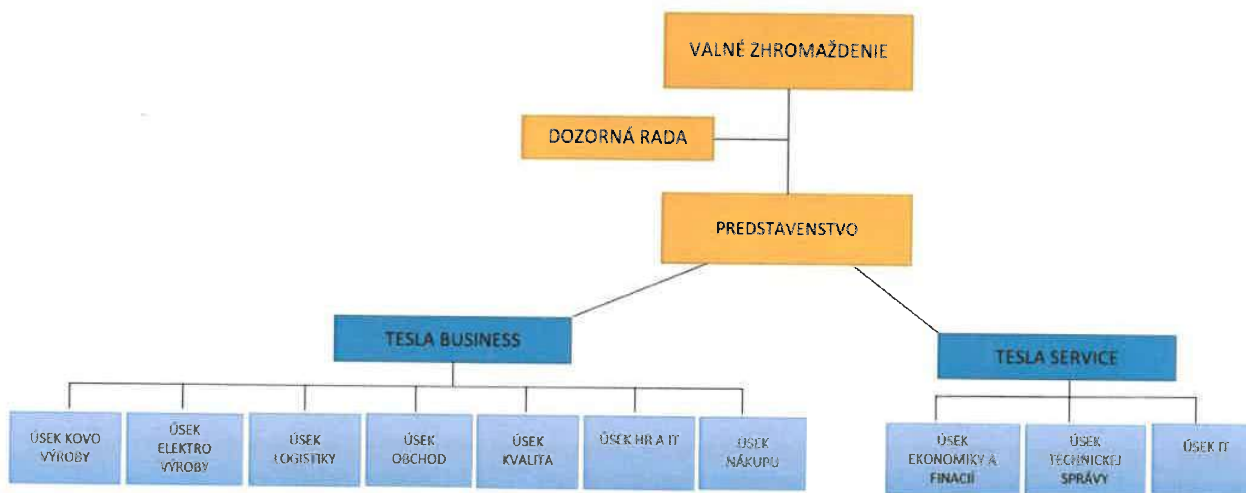 VALNÉ ZHROMAŽDENIE
DOZORNÁ RADA
PREDSTAVENSTVO
TESLA BUSINESS
TESLA SERVICE
ÚSEK KOVO
VÝROBY
ÚSEK
ELEKTRO
VÝROBY
ÚSEK
LOGISTIKY
ÚSEK
OBCHOD
ÚSEK
KVALITA
ÚSEK HR A IT
ÚSEK
NÁKUPU
ÚSEK
EKONOMIKY A
FINACIÍ
ÚSEK
TECHNICKEJ
SPRÁVY
ÚSEK IT